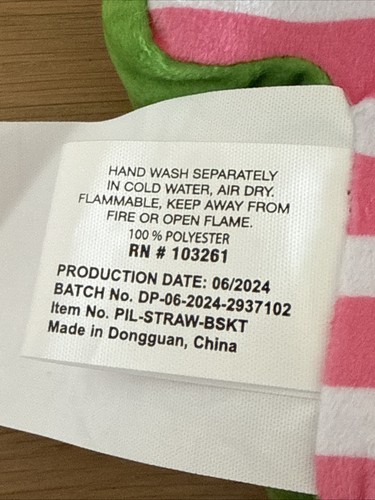 HAND WASH SEPARATELY
IN COLD WATER, AIR DRY.
FLAMMABLE, KEEP AWAY FROM
FIRE OR OPEN FLAME.
100 % POLYESTER
RN # 103261
PRODUCTION DATE: 06/2024
BATCH No. DP-06-2024-2937102
Item No. PIL-STRAW-BSKT
Made in Dongguan, China